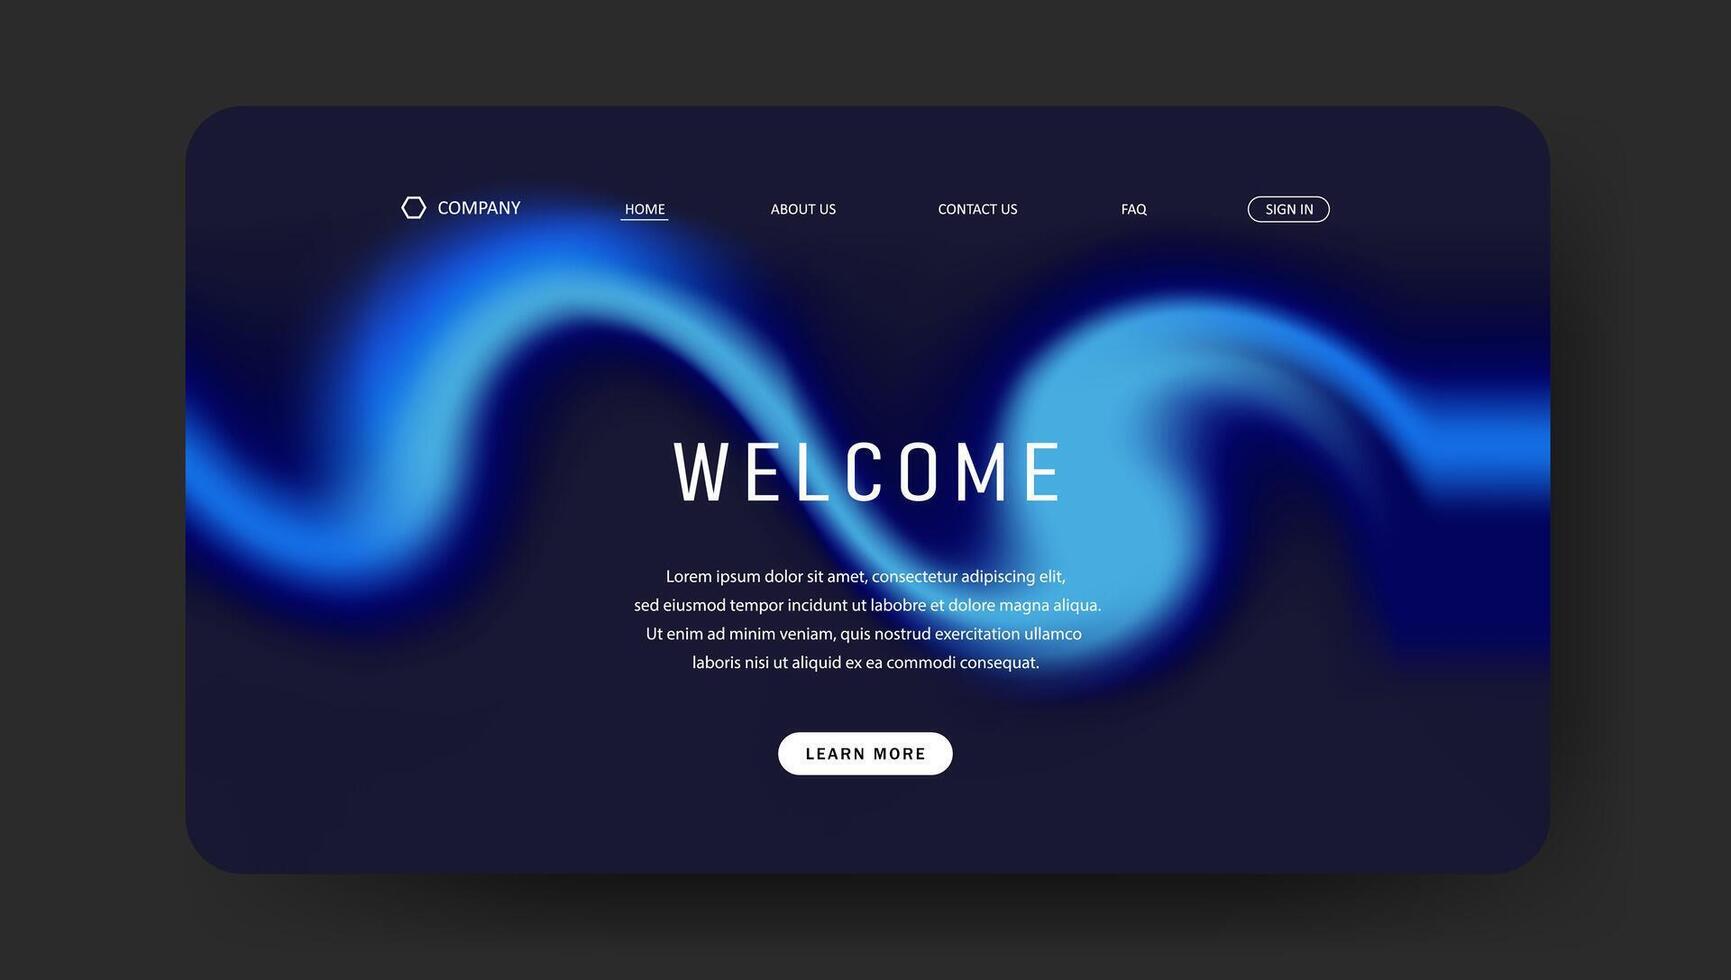 COMPANY
HOME
ABOUT US
CONTACT US
FAQ
SIGN IN
WELCOME
Lorem ipsum dolor sit amet, consectetur adipiscing elit,
sed eiusmod tempor incidunt ut labobre et dolore magna aliqua.
Ut enim ad minim veniam, quis nostrud exercitation ullamco
laboris nisi ut aliquid ex ea commodi consequat.
LEARN MORE